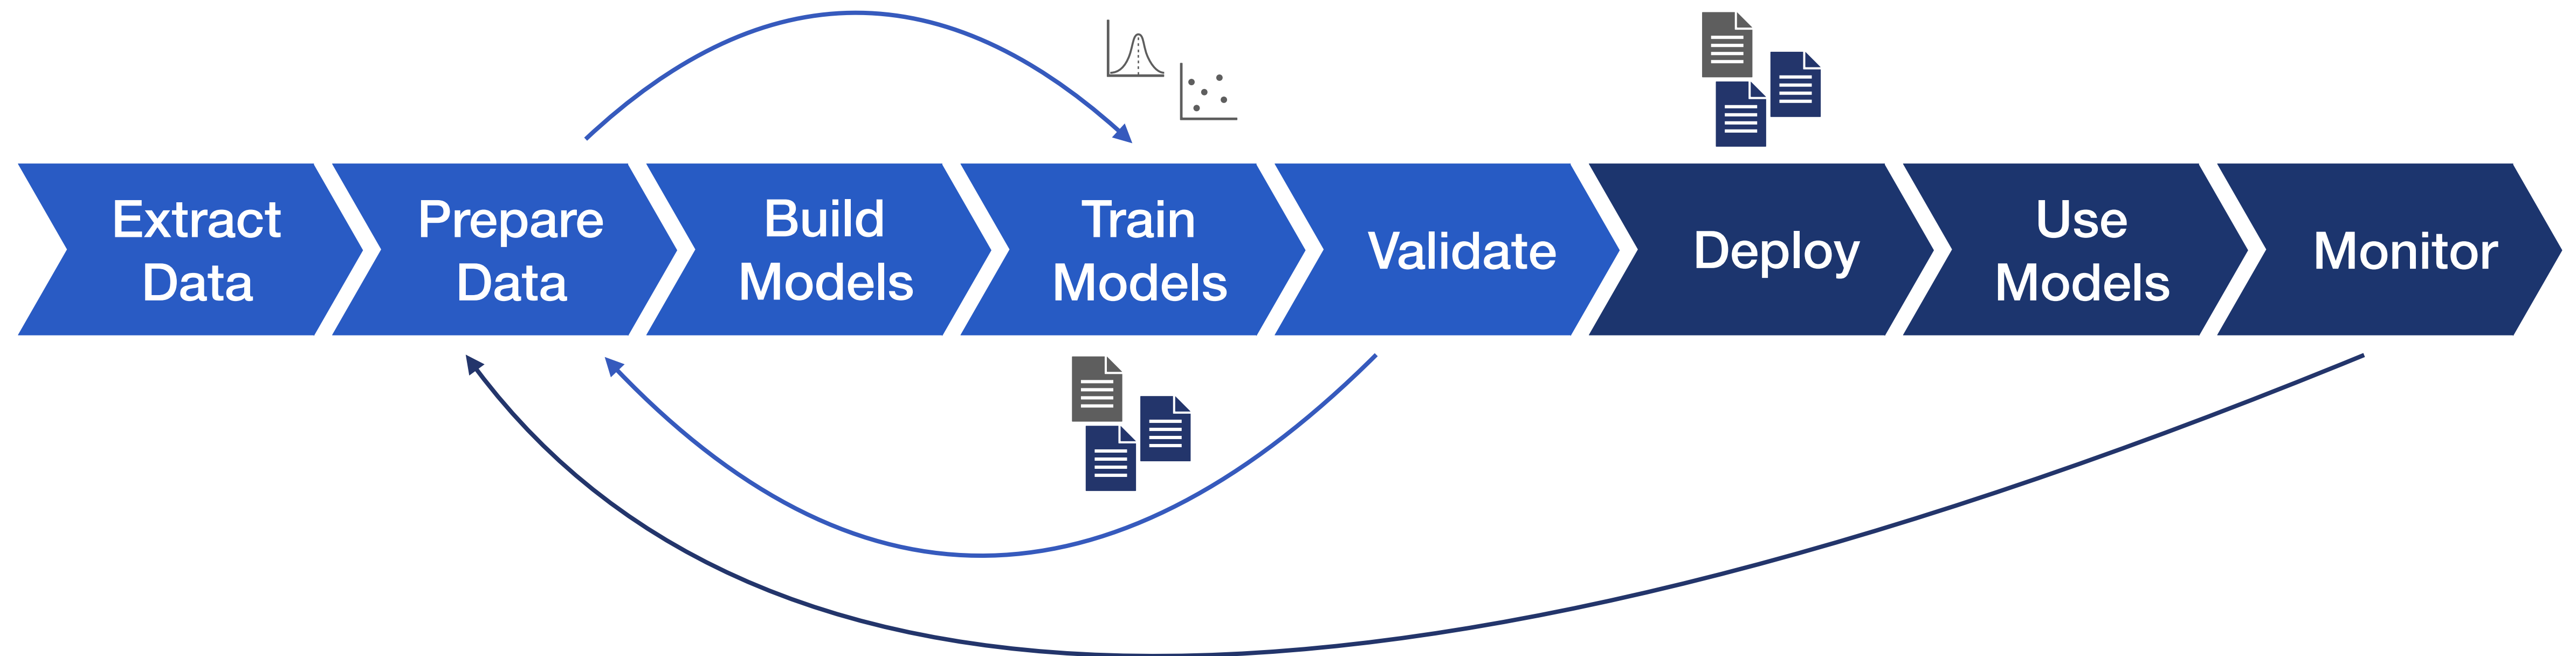 Extract
Data
Prepare
Data
Build
Models
Train
Models
Validate
Deploy
Use
Models
Monitor